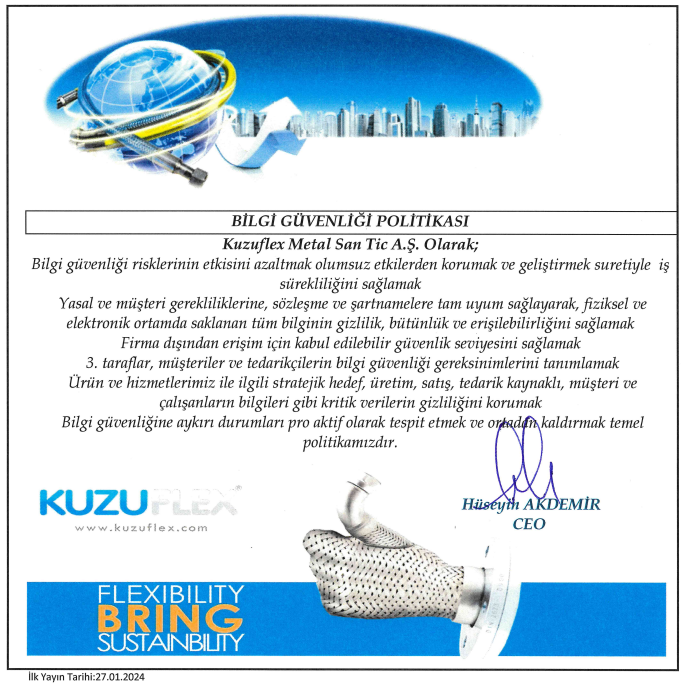 BİLGİ GÜVENLİĞİ POLİTİKASI
Kuzuflex Metal San Tic A.Ş. Olarak;
Bilgi güvenliği risklerinin etkisini azaltmak olumsuz etkilerden korumak ve geliştirmek suretiyle iş
sürekliliğini sağlamak
Yasal ve müşteri gerekliliklerine, sözleşme ve şartnamelere tam uyum sağlayarak, fiziksel ve
elektronik ortamda saklanan tüm bilginin gizlilik, bütünlük ve erişilebilirliğini sağlamak
Firma dışından erişim için kabul edilebilir güvenlik seviyesini sağlamak
3. taraflar, müşteriler ve tedarikçilerin bilgi güvenliği gereksinimlerini tanımlamak
Ürün ve hizmetlerimiz ile ilgili stratejik hedef, üretim, satış, tedarik kaynaklı, müşteri ve
çalışanların bilgileri gibi kritik verilerin gizliliğini korumak
Bilgi güvenliğine aykırı durumları pro aktif olarak tespit etmek ve ortadan kaldırmak temel
politikamızdır.
KUZUFLEX
www.kuzuflex.com
Hüseyin AKDEMİR
CEO
FLEXIBILITY
BRING
SUSTAINBILITY
İlk Yayın Tarihi:27.01.2024